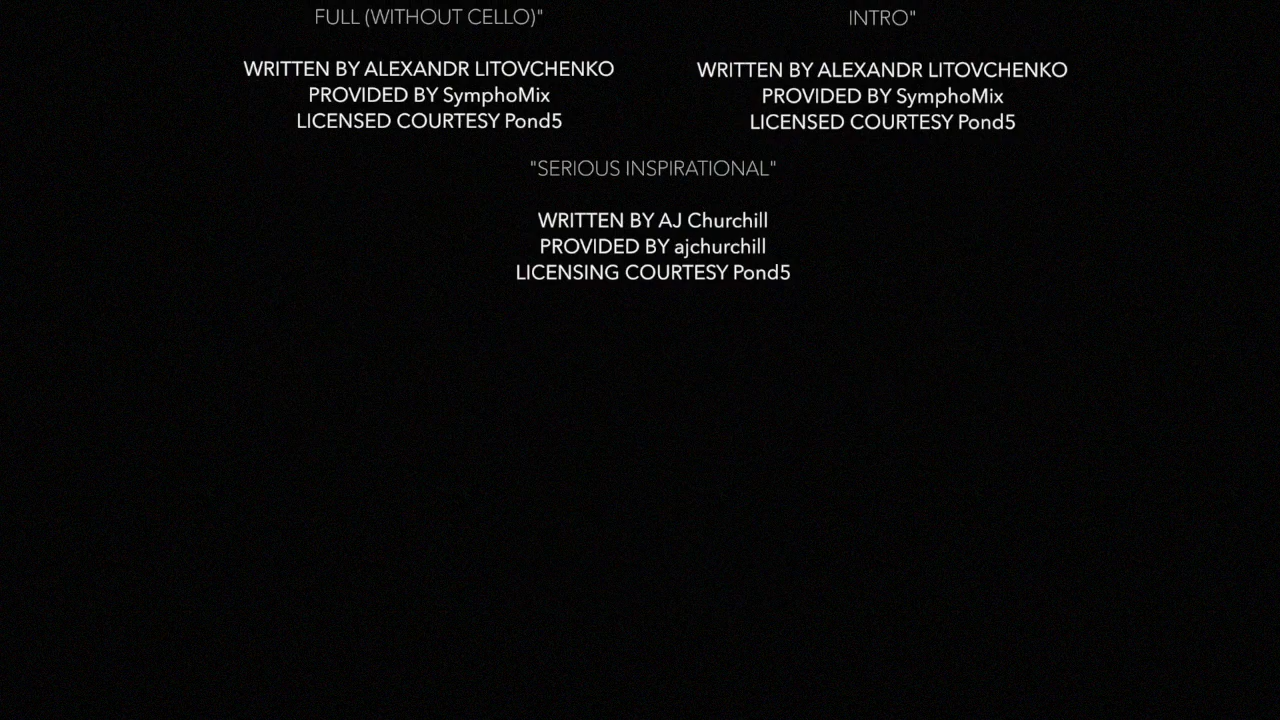 FULL (WITHOUT CELLO)"
WRITTEN BY ALEXANDR LITOVCHENKO
PROVIDED BY SymphoMix
LICENSED COURTESY Pond5
INTRO"
WRITTEN BY ALEXANDR LITOVCHENKO
PROVIDED BY SymphoMix
LICENSED COURTESY Pond5
"SERIOUS INSPIRATIONAL"
WRITTEN BY AJ Churchill
PROVIDED BY ajchurchill
LICENSING COURTESY Pond5